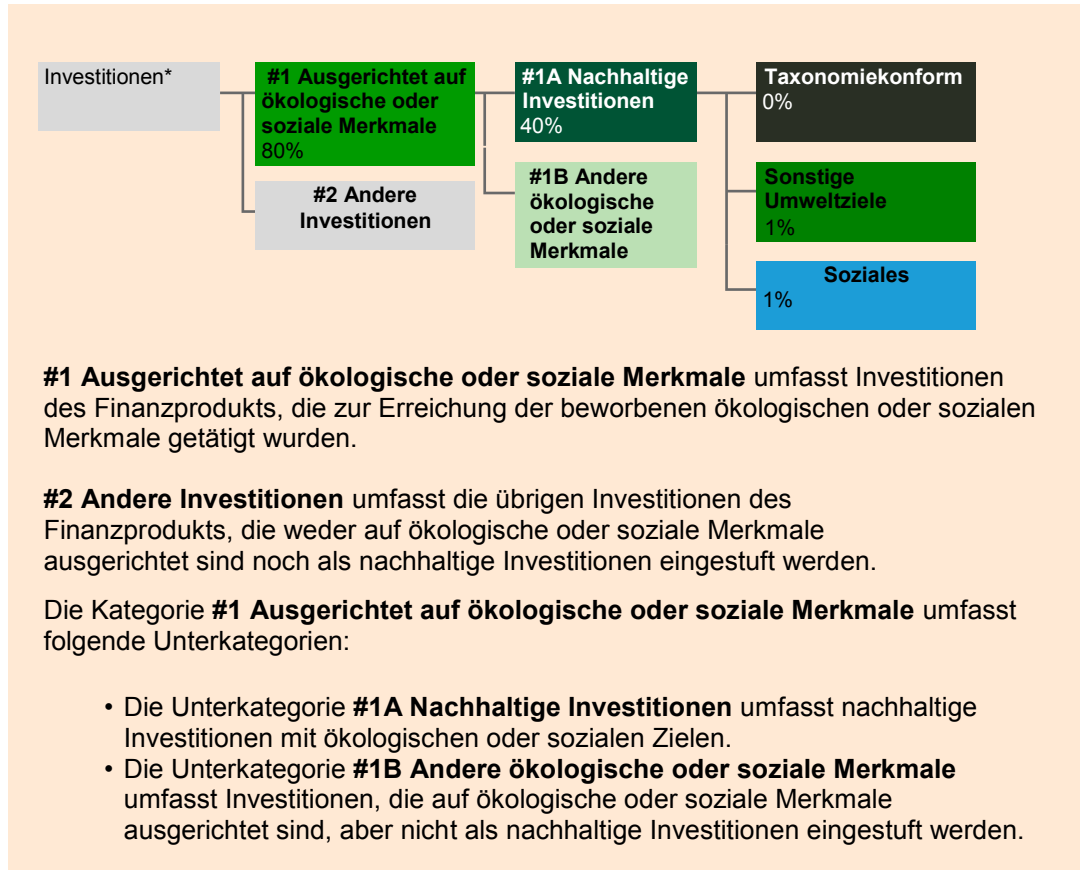 Investitionen*
#1 Ausgerichtet auf
ökologische oder
soziale Merkmale
80%
#2 Andere
Investitionen
#1A Nachhaltige
Investitionen
40%
#1B Andere
ökologische
oder soziale
Merkmale
Taxonomiekonform
0%
Sonstige
Umweltziele
1%
Soziales
1%
#1 Ausgerichtet auf ökologische oder soziale Merkmale umfasst Investitionen
des Finanzprodukts, die zur Erreichung der beworbenen ökologischen oder sozialen
Merkmale getätigt wurden.
#2 Andere Investitionen umfasst die übrigen Investitionen des
Finanzprodukts, die weder auf ökologische oder soziale Merkmale
ausgerichtet sind noch als nachhaltige Investitionen eingestuft werden.
Die Kategorie #1 Ausgerichtet auf ökologische oder soziale Merkmale umfasst
folgende Unterkategorien:
• Die Unterkategorie #1A Nachhaltige Investitionen umfasst nachhaltige
Investitionen mit ökologischen oder sozialen Zielen.
• Die Unterkategorie #1B Andere ökologische oder soziale Merkmale
umfasst Investitionen, die auf ökologische oder soziale Merkmale
ausgerichtet sind, aber nicht als nachhaltige Investitionen eingestuft werden.